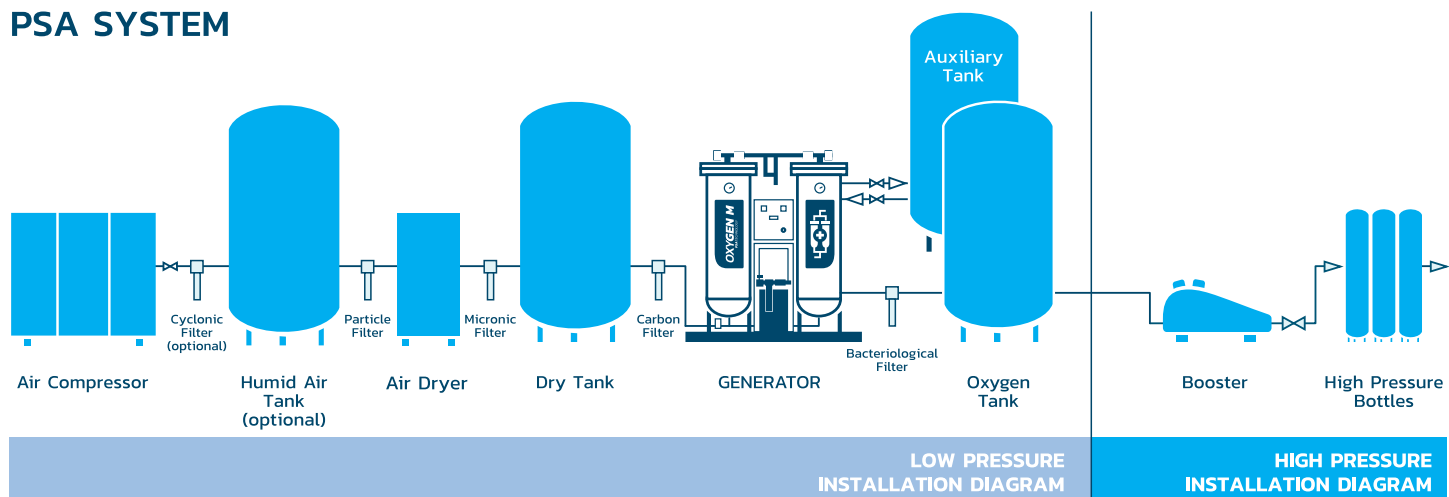 PSA SYSTEM
Auxiliary
Tank
OXYGEN M
Cyclonic
Filter
(optional)
Particle
Filter
Micronic
Filter
Carbon
Filter
Bacteriological
Filter
Air Compressor
Humid Air
Tank
(optional)
Air Dryer
Dry Tank
GENERATOR
Oxygen
Tank
Booster
High Pressure
Bottles
LOW PRESSURE
INSTALLATION DIAGRAM
HIGH PRESSURE
INSTALLATION DIAGRAM